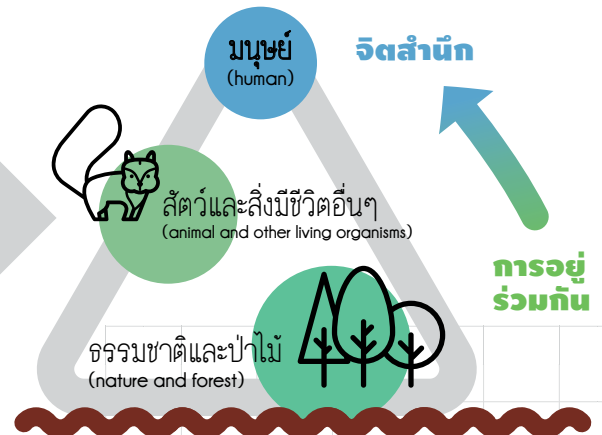 มนุษย์
(human)
จิตสำนึก
สัตว์และสิ่งมีชีวิตอื่นๆ
(animal and other living organisms)
การอยู่
ร่วมกัน
ธรรมชาติและป่าไม้
(nature and forest)